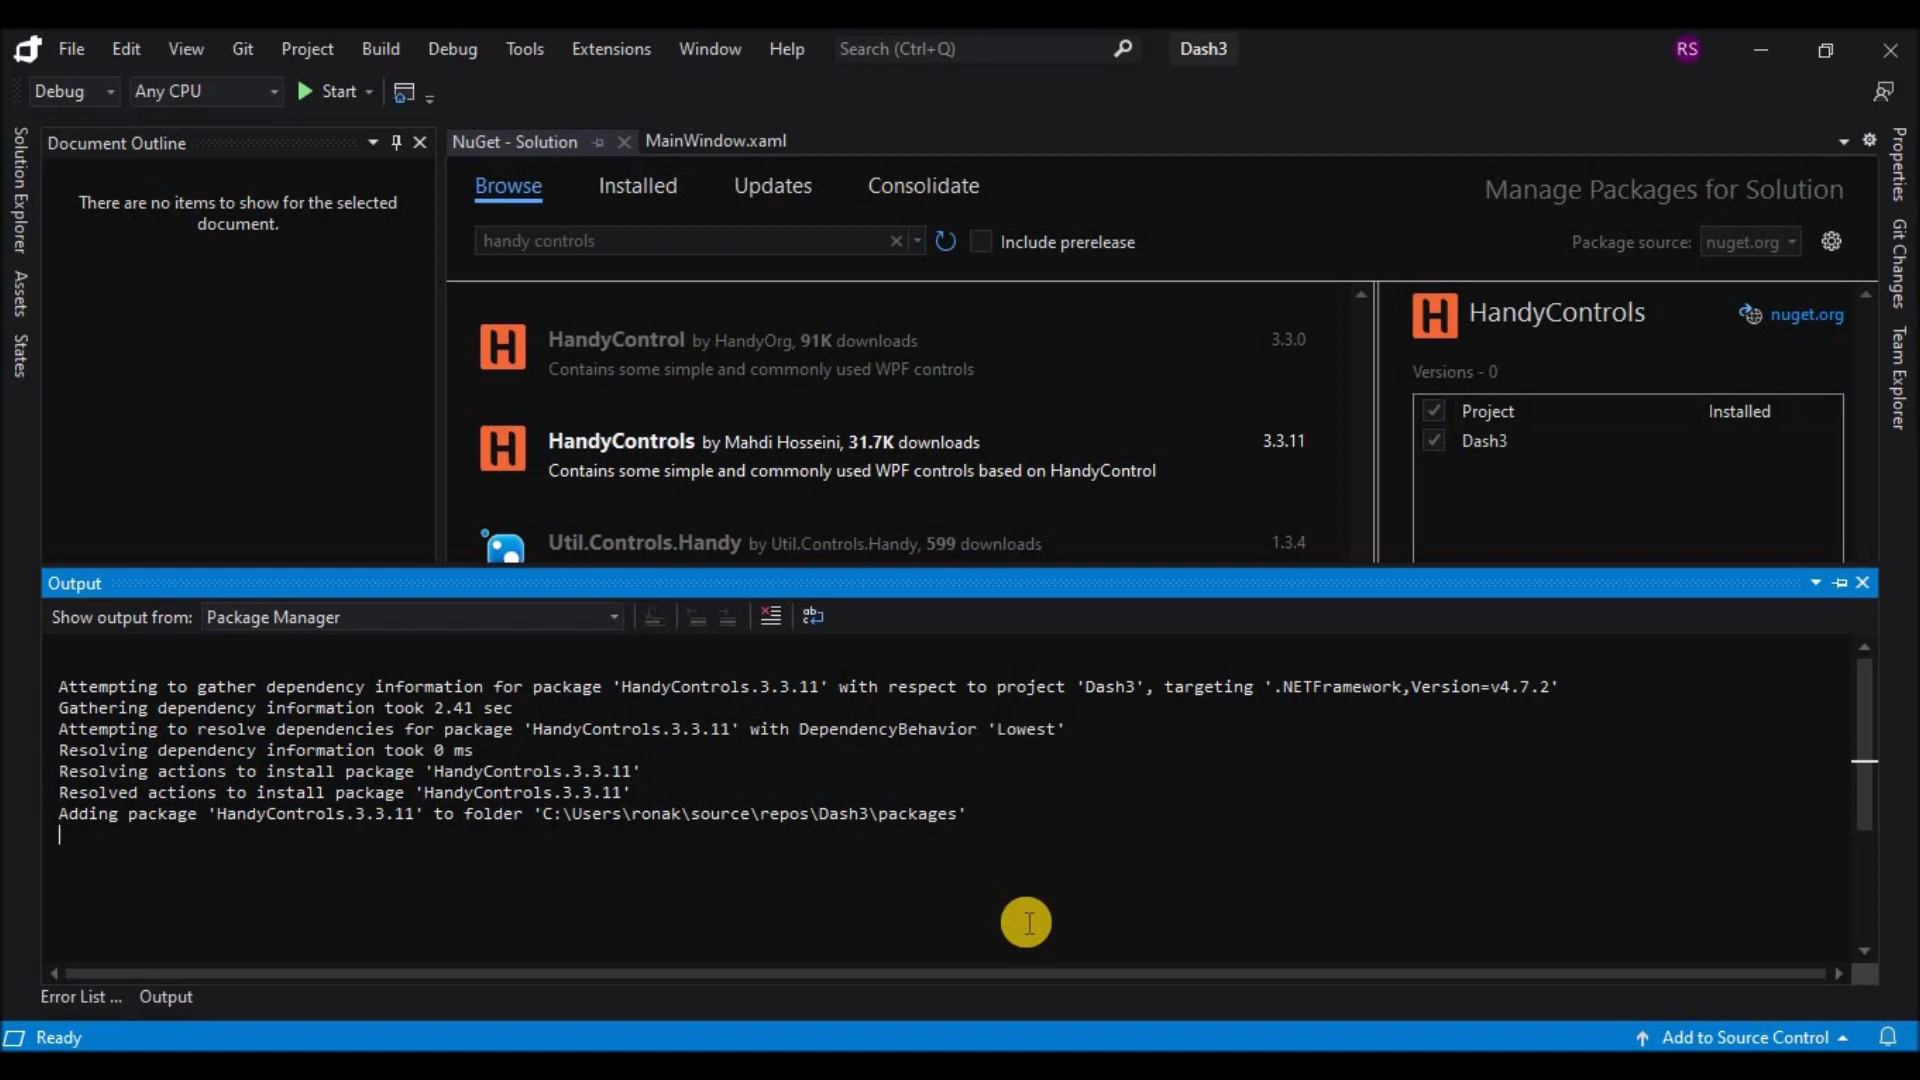 File Edit View Git Project Build Debug Tools Extensions Window Help Search (Ctrl+Q) Dash3 RS
Debug Any CPU Start
Solution Explorer
Assets
States
Document Outline
There are no items to show for the selected
document.
NuGet - Solution MainWindow.xaml
Browse Installed Updates Consolidate Manage Packages for Solution
handy controls Include prerelease Package source: nuget.org
H HandyControl by HandyOrg, 91K downloads 3.3.0
Contains some simple and commonly used WPF controls
H HandyControls by Mahdi Hosseini, 31.7K downloads 3.3.11
Contains some simple and commonly used WPF controls based on HandyControl
Util.Controls.Handy by Util.Controls.Handy, 599 downloads 1.3.4
H HandyControls nuget.org
Versions - 0
Project Installed
Dash3
Properties
Git Changes
Team Explorer
Output
Show output from: Package Manager
Attempting to gather dependency information for package 'HandyControls.3.3.11' with respect to project 'Dash3', targeting '.NETFramework,Version=v4.7.2'
Gathering dependency information took 2.41 sec
Attempting to resolve dependencies for package 'HandyControls.3.3.11' with DependencyBehavior 'Lowest'
Resolving dependency information took 0 ms
Resolving actions to install package 'HandyControls.3.3.11'
Resolved actions to install package 'HandyControls.3.3.11'
Adding package 'HandyControls.3.3.11' to folder 'C:\Users\ronak\source\repos\Dash3\packages'
Error List ... Output
Ready Add to Source Control